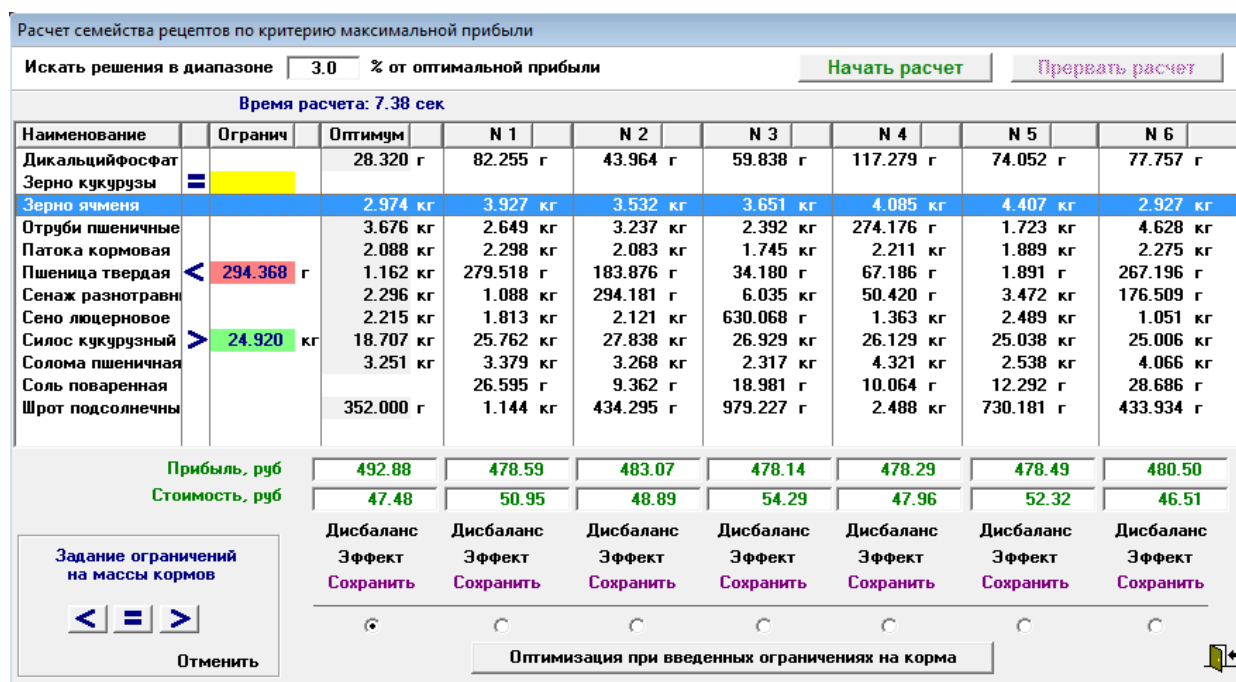 Расчет семейства рецептов по критерию максимальной прибыли
Искать решения в диапазоне 3.0 % от оптимальной прибыли Начать расчет Прервать расчет
Время расчета: 7.38 сек
Наименование Огранич Оптимум N 1 N 2 N 3 N 4 N 5 N 6
Дикальцийфосфат 28.320 г 82.255 г 43.964 г 59.838 г 117.279 г 74.052 г 77.757 г
Зерно кукурузы =
Зерно ячменя 2.974 кг 3.927 кг 3.532 кг 3.651 кг 4.085 кг 4.407 кг 2.927 кг
Отруби пшеничные 3.676 кг 2.649 кг 3.237 кг 2.392 кг 274.176 г 1.723 кг 4.628 кг
Патока кормовая 2.088 кг 2.298 кг 2.083 кг 1.745 кг 2.211 кг 1.889 кг 2.275 кг
Пшеница твердая < 294.368 г 1.162 кг 279.518 г 183.876 г 34.180 г 67.186 г 1.891 г 267.196 г
Сенаж разнотравн 2.296 кг 1.088 кг 294.181 г 6.035 кг 50.420 г 3.472 кг 176.509 г
Сено люцерновое 2.215 кг 1.813 кг 2.121 кг 630.068 г 1.363 кг 2.489 кг 1.051 кг
Силос кукурузный > 24.920 кг 18.707 кг 25.762 кг 27.838 кг 26.929 кг 26.129 кг 25.038 кг 25.006 кг
Солома пшеничная 3.251 кг 3.379 кг 3.268 кг 2.317 кг 4.321 кг 2.538 кг 4.066 кг
Соль поваренная 26.595 г 9.362 г 18.981 г 10.064 г 12.292 г 28.686 г
Шрот подсолнечны 352.000 г 1.144 кг 434.295 г 979.227 г 2.488 кг 730.181 г 433.934 г
Прибыль, руб 492.88 478.59 483.07 478.14 478.29 478.49 480.50
Стоимость, руб 47.48 50.95 48.89 54.29 47.96 52.32 46.51
Дисбаланс Дисбаланс Дисбаланс Дисбаланс Дисбаланс Дисбаланс Дисбаланс
Эффект Эффект Эффект Эффект Эффект Эффект Эффект
Сохранить Сохранить Сохранить Сохранить Сохранить Сохранить Сохранить
Задание ограничений
на массы кормов
< = >
Отменить
Оптимизация при введенных ограничениях на корма